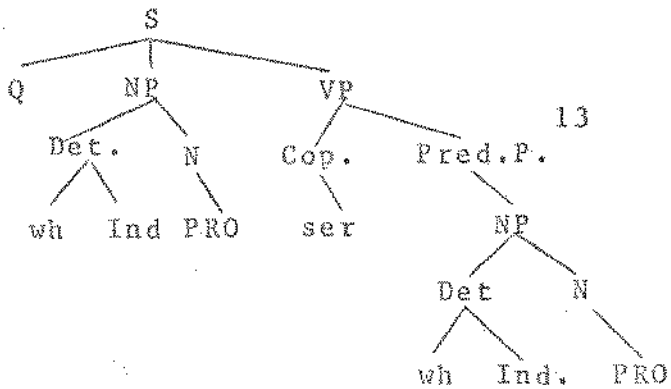 S
Q NP VP
13
Det. N Cop. Pred.P.
wh Ind PRO ser NP
Det N
wh Ind. PRO